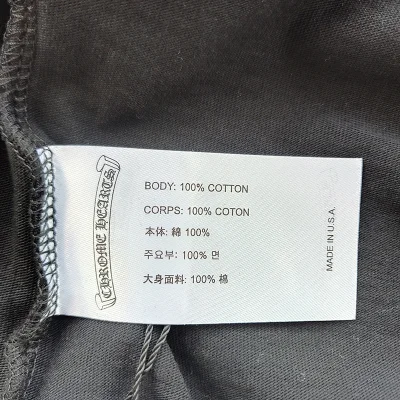 CHROME HEARTS
BODY: 100% COTTON
CORPS: 100% COTON
本体: 綿 100%
주요부: 100% 면
大身面料: 100% 棉
MADE IN U.S.A.